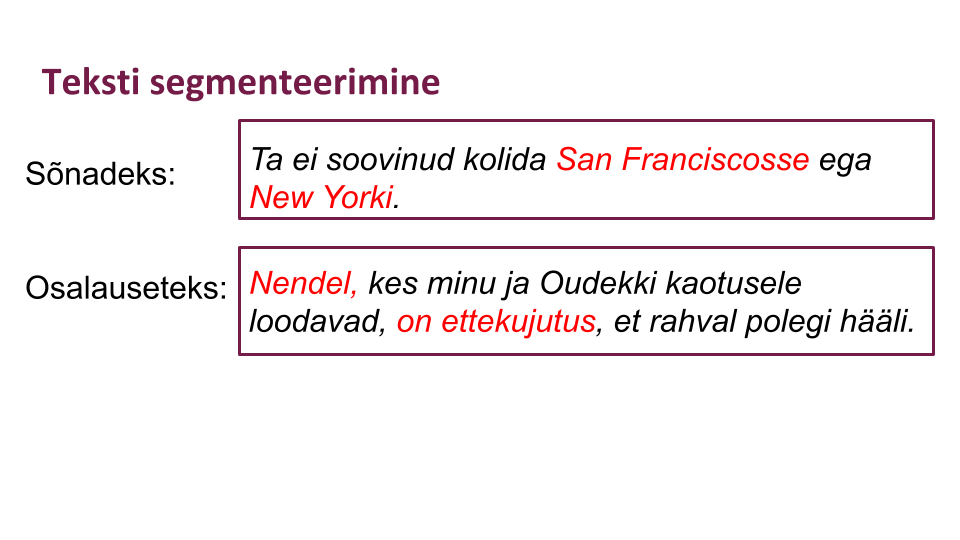 Teksti segmenteerimine
Sõnadeks:
Ta ei soovinud kolida San Franciscosse ega
New Yorki.
Osalauseteks:
Nendel, kes minu ja Oudekki kaotusele
loodavad, on ettekujutus, et rahval polegi hääli.